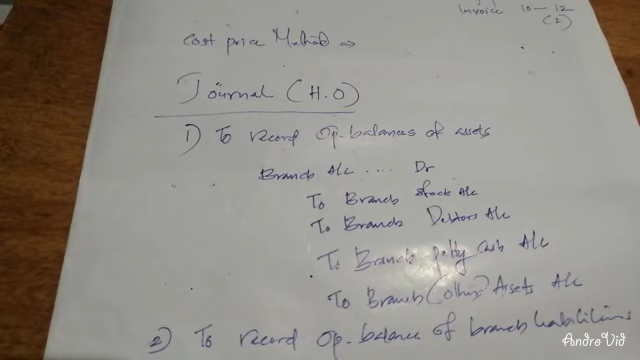 Invoice 10 - 12
(2)
Cost price Method ⇒
Journal (H.O)
1) To record Op-balances of assets
Branch A/c .... Dr
To Branch Stock A/c
To Branch Debtors A/c
To Branch petty cash A/c
To Branch (other) Assets A/c
2) To record Op-balance of branch liabilities
AndroVid